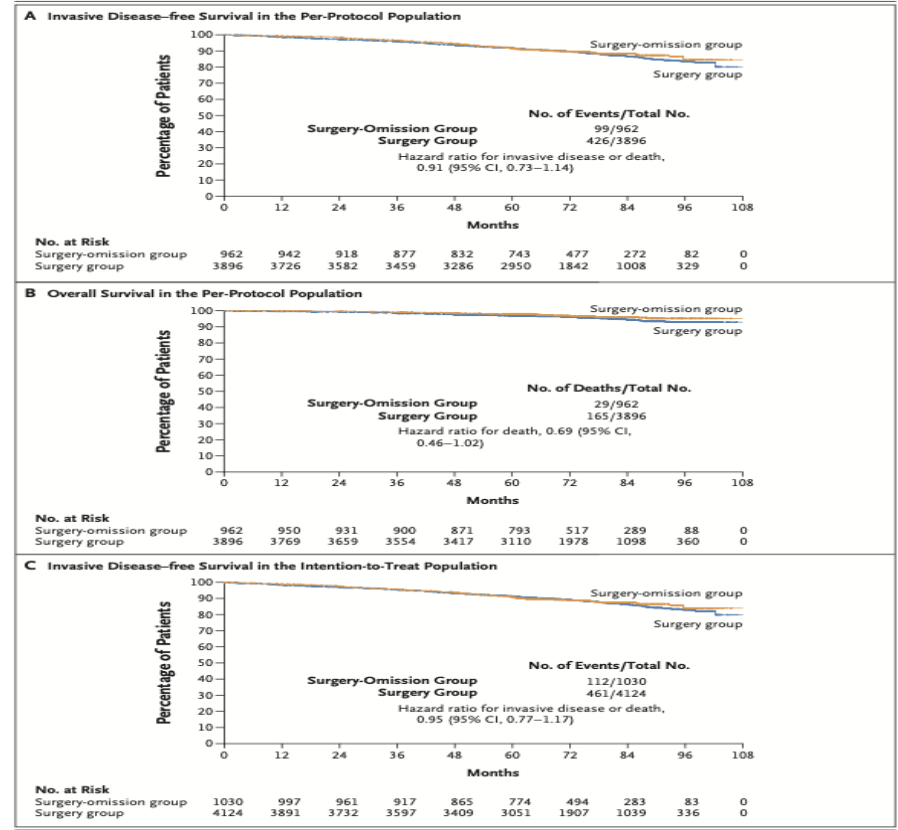 A Invasive Disease–free Survival in the Per-Protocol Population
Percentage of Patients
100
90
80
70
60
50
40
30
20
10
0
Surgery-omission group
Surgery group
No. of Events/Total No.
Surgery-Omission Group 99/962
Surgery Group 426/3896
Hazard ratio for invasive disease or death,
0.91 (95% CI, 0.73–1.14)
0 12 24 36 48 60 72 84 96 108
Months
No. at Risk
Surgery-omission group 962 942 918 877 832 743 477 272 82 0
Surgery group 3896 3726 3582 3459 3286 2950 1842 1008 329 0
B Overall Survival in the Per-Protocol Population
Percentage of Patients
100
90
80
70
60
50
40
30
20
10
0
Surgery-omission group
Surgery group
No. of Deaths/Total No.
Surgery-Omission Group 29/962
Surgery Group 165/3896
Hazard ratio for death, 0.69 (95% CI,
0.46–1.02)
0 12 24 36 48 60 72 84 96 108
Months
No. at Risk
Surgery-omission group 962 950 931 900 871 793 517 289 88 0
Surgery group 3896 3769 3659 3554 3417 3110 1978 1098 360 0
C Invasive Disease–free Survival in the Intention-to-Treat Population
Percentage of Patients
100
90
80
70
60
50
40
30
20
10
0
Surgery-omission group
Surgery group
No. of Events/Total No.
Surgery-Omission Group 112/1030
Surgery Group 461/4124
Hazard ratio for invasive disease or death,
0.95 (95% CI, 0.77–1.17)
0 12 24 36 48 60 72 84 96 108
Months
No. at Risk
Surgery-omission group 1030 997 961 917 865 774 494 283 83 0
Surgery group 4124 3891 3732 3597 3409 3051 1907 1039 336 0